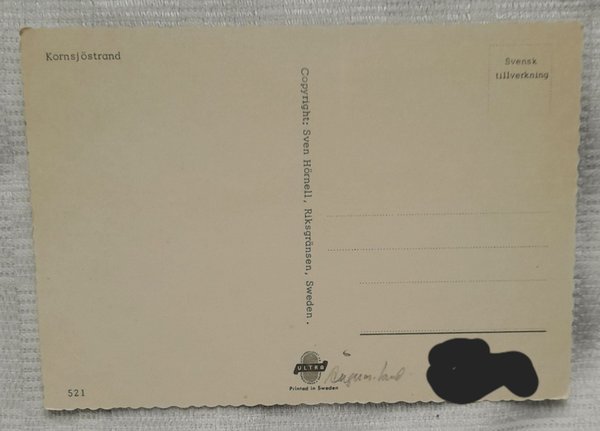 Kornsjöstrand
Svensk
tillverkning
Copyright: Sven Hörnell, Riksgränsen, Sweden.
ULTRA
Printed in Sweden
521